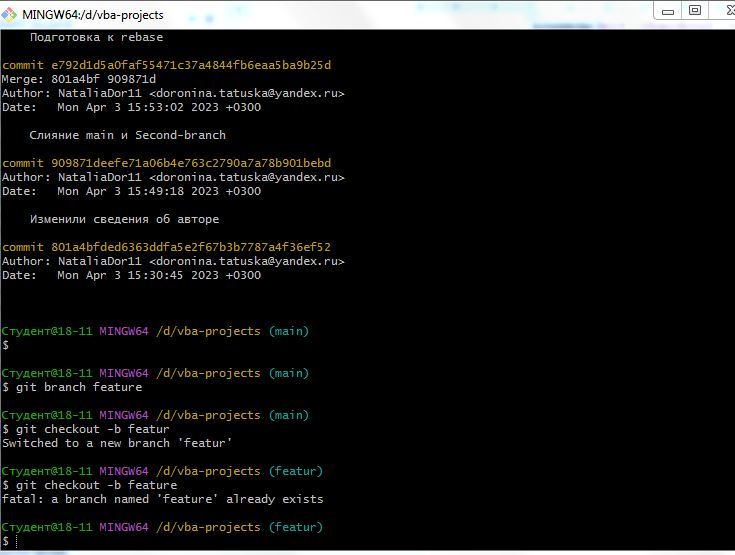 MINGW64:/d/vba-projects
Подготовка к rebase
commit e792d1d5a0faf55471c37a4844fb6eaa5ba9b25d
Merge: 801a4bf 909871d
Author: NataliaDor11 <doronina.tatuska@yandex.ru>
Date:   Mon Apr 3 15:53:02 2023 +0300
Слияние main и Second-branch
commit 909871deefe71a06b4e763c2790a7a78b901bebd
Author: NataliaDor11 <doronina.tatuska@yandex.ru>
Date:   Mon Apr 3 15:49:18 2023 +0300
Изменили сведения об авторе
commit 801a4bfded6363ddfa5e2f67b3b7787a4f36ef52
Author: NataliaDor11 <doronina.tatuska@yandex.ru>
Date:   Mon Apr 3 15:30:45 2023 +0300
Студент@18-11 MINGW64 /d/vba-projects (main)
$
Студент@18-11 MINGW64 /d/vba-projects (main)
$ git branch feature
Студент@18-11 MINGW64 /d/vba-projects (main)
$ git checkout -b featur
Switched to a new branch 'featur'
Студент@18-11 MINGW64 /d/vba-projects (featur)
$ git checkout -b feature
fatal: a branch named 'feature' already exists
Студент@18-11 MINGW64 /d/vba-projects (featur)
$